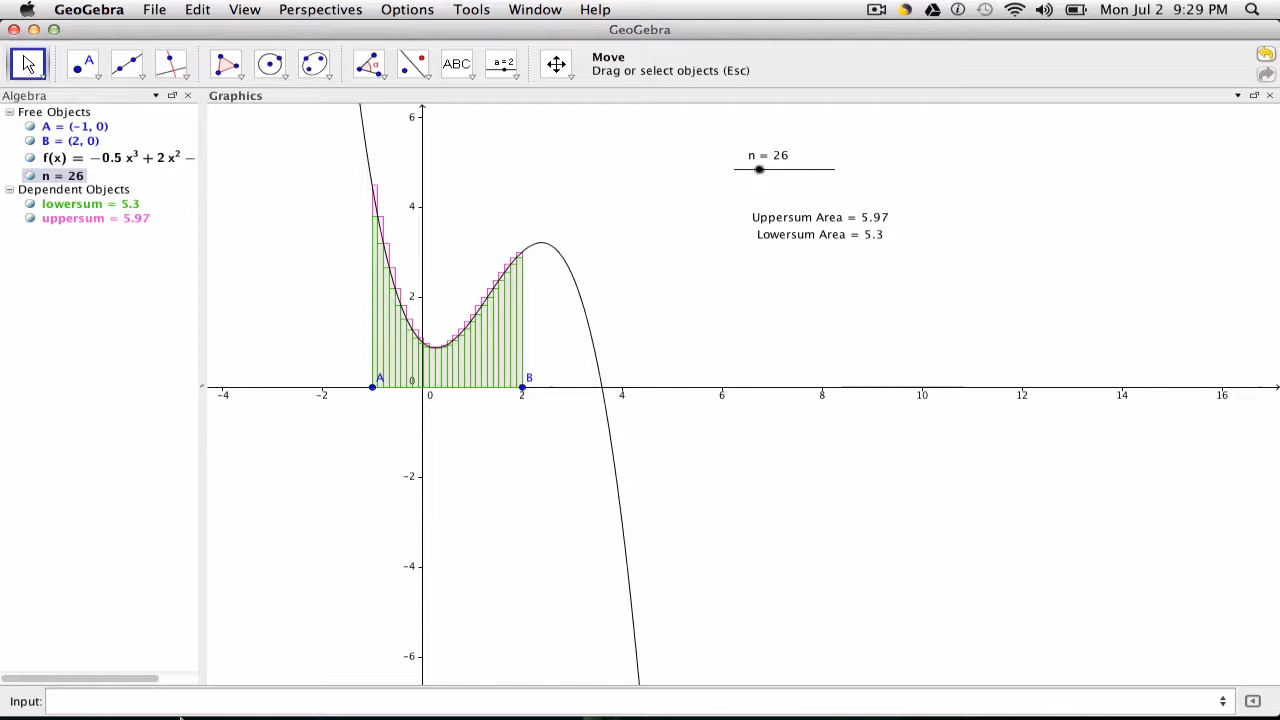 GeoGebra File Edit View Perspectives Options Tools Window Help Mon Jul 2 9:29 PM
GeoGebra
A ABC a=2 Move
Drag or select objects (Esc)
Algebra Graphics
Free Objects
A = (−1, 0)
B = (2, 0)
f(x) = −0.5 x³ + 2 x² −
n = 26
Dependent Objects
lowersum = 5.3
uppersum = 5.97
n = 26
Uppersum Area = 5.97
Lowersum Area = 5.3
6
4
2
0
A B
−4 −2 0 2 4 6 8 10 12 14 16
−2
−4
−6
Input: